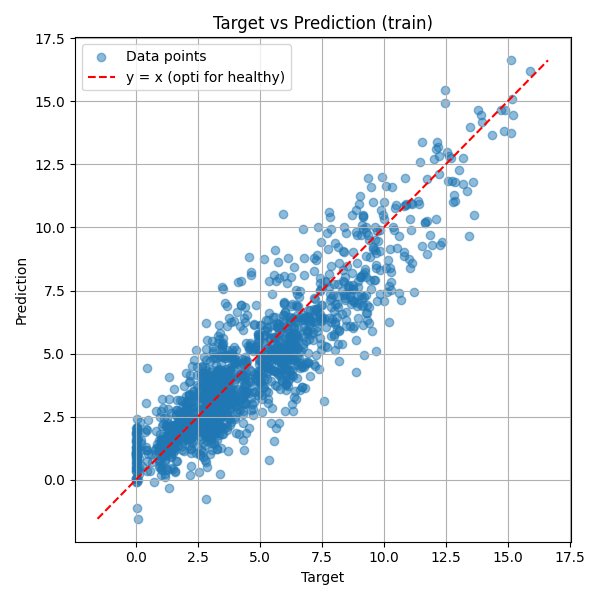 Target vs Prediction (train)
17.5
15.0
12.5
10.0
7.5
5.0
2.5
0.0
Prediction
Data points
y = x (opti for healthy)
0.0 2.5 5.0 7.5 10.0 12.5 15.0 17.5
Target